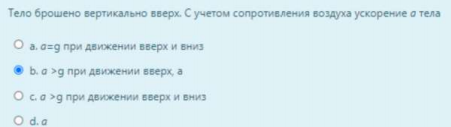 Тело брошено вертикально вверх. С учетом сопротивления воздуха ускорение a тела
a. a=g при движении вверх и вниз
b. a >g при движении вверх, a
c. a >g при движении вверх и вниз
d. a